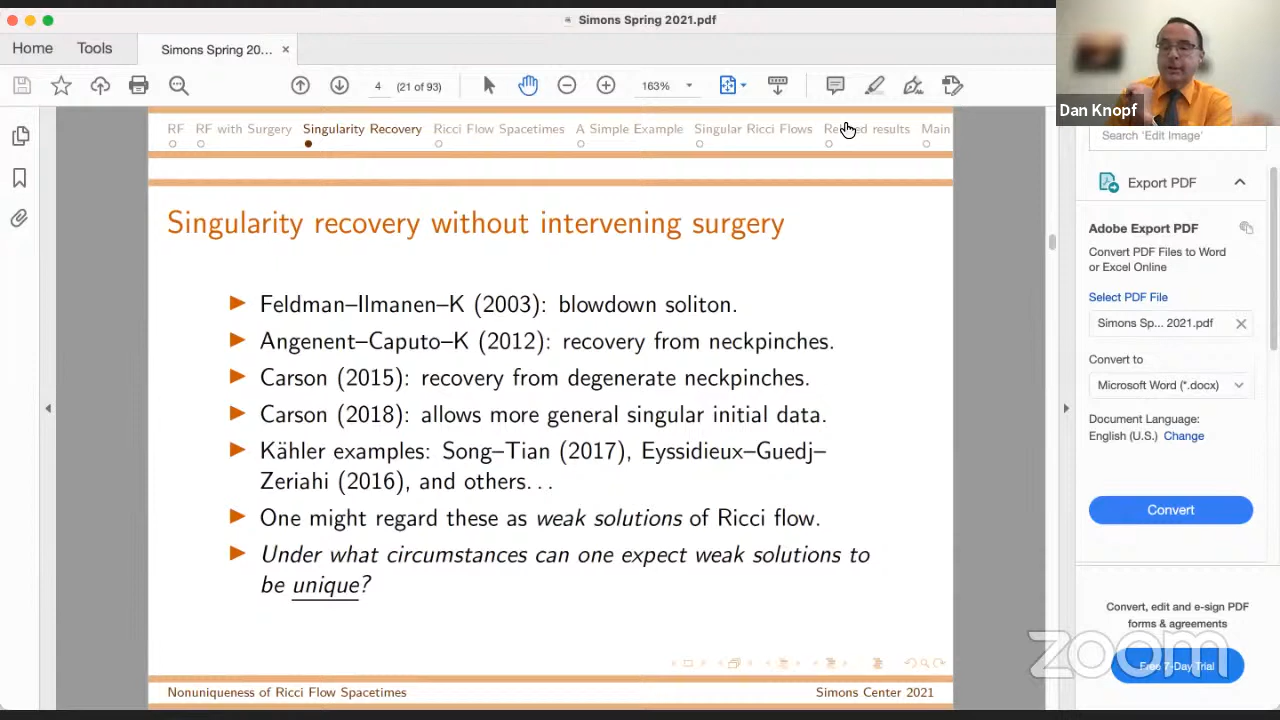 Simons Spring 2021.pdf
Home
Tools
Simons Spring 20...
4
(21 of 93)
163%
Dan Knopf
RF
RF with Surgery
Singularity Recovery
Ricci Flow Spacetimes
A Simple Example
Singular Ricci Flows
Main
Singularity recovery without intervening surgery
Feldman–Ilmanen–K (2003): blowdown soliton.
Angenent–Caputo–K (2012): recovery from neckpinches.
Carson (2015): recovery from degenerate neckpinches.
Carson (2018): allows more general singular initial data.
Kähler examples: Song–Tian (2017), Eyssidieux–Guedj–
Zeriahi (2016), and others...
One might regard these as weak solutions of Ricci flow.
Under what circumstances can one expect weak solutions to
be unique?
Nonuniqueness of Ricci Flow Spacetimes
Simons Center 2021
Search 'Edit Image'
Export PDF
Adobe Export PDF
Convert PDF Files to Word
or Excel Online
Select PDF File
Simons Sp... 2021.pdf
Convert to
Microsoft Word (*.docx)
Document Language:
English (U.S.) Change
Convert
Convert, edit and e-sign PDF
forms & agreements
Free 7-Day Trial
zoom